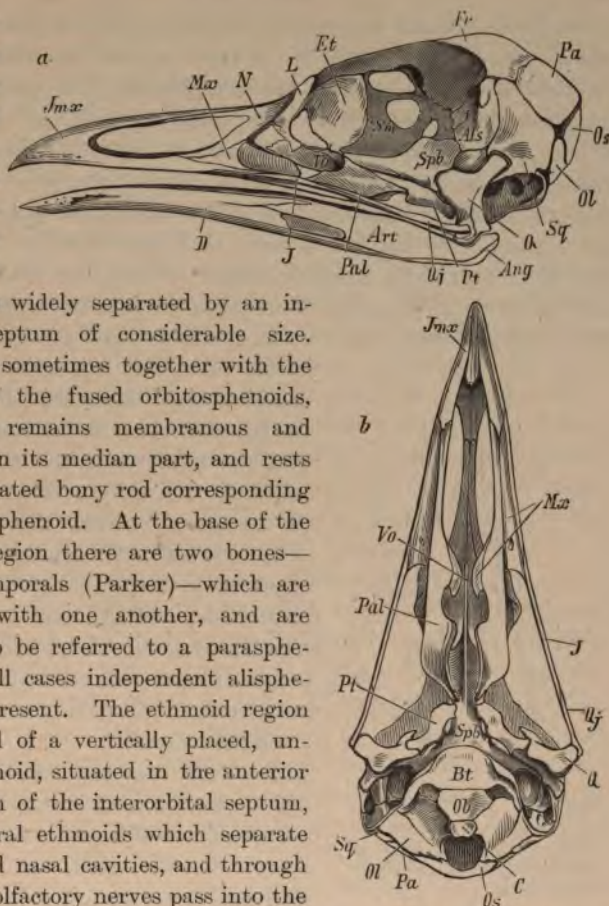 a
Fr
Et
L
Pa
Mx
N
Jmx
Os
Sm
Als
Vo
Spb
Ol
Sq
D
J
Art
Pal
Qj
Pt
Ang
Q
widely separated by an in-
eptum of considerable size.
sometimes together with the
the fused orbitosphenoids,
remains membranous and
n its median part, and rests
ated bony rod corresponding
phenoid. At the base of the
egion there are two bones—
mporals (Parker)—which are
with one another, and are
o be referred to a parasphe-
ll cases independent alisphe-
resent. The ethmoid region
l of a vertically placed, un-
noid, situated in the anterior
n of the interorbital septum,
ral ethmoids which separate
d nasal cavities, and through
olfactory nerves pass into the
Jmx
b
Mx
Vo
Pal
J
Pt
Qj
Spb
Q
Bt
Ob
Sq
Ol
Pa
C
Os